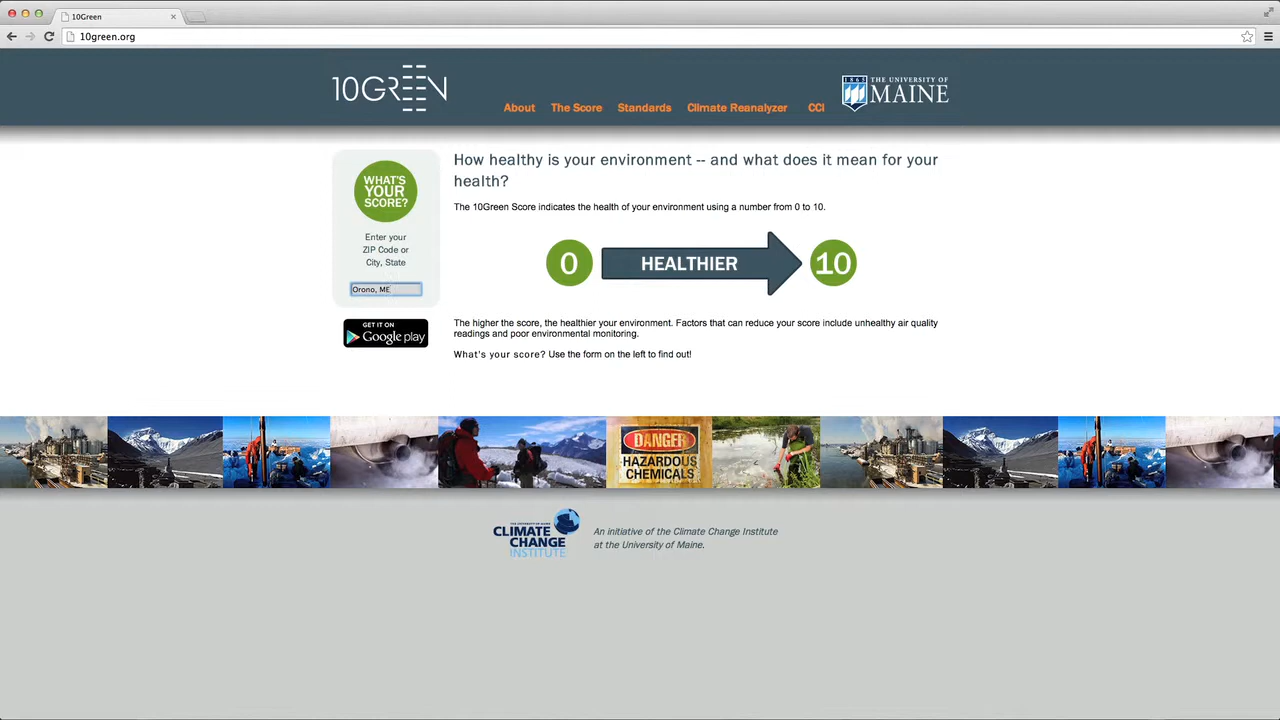 10Green
10green.org
10GREEN
About The Score Standards Climate Reanalyzer CCI
1865
THE UNIVERSITY OF
MAINE
WHAT'S
YOUR
SCORE?
Enter your
ZIP Code or
City, State
Orono, ME
GET IT ON
Google play
How healthy is your environment -- and what does it mean for your
health?
The 10Green Score indicates the health of your environment using a number from 0 to 10.
0 HEALTHIER 10
The higher the score, the healthier your environment. Factors that can reduce your score include unhealthy air quality
readings and poor environmental monitoring.
What's your score? Use the form on the left to find out!
DANGER
HAZARDOUS
CHEMICALS
THE UNIVERSITY OF MAINE
CLIMATE
CHANGE
INSTITUTE
An initiative of the Climate Change Institute
at the University of Maine.